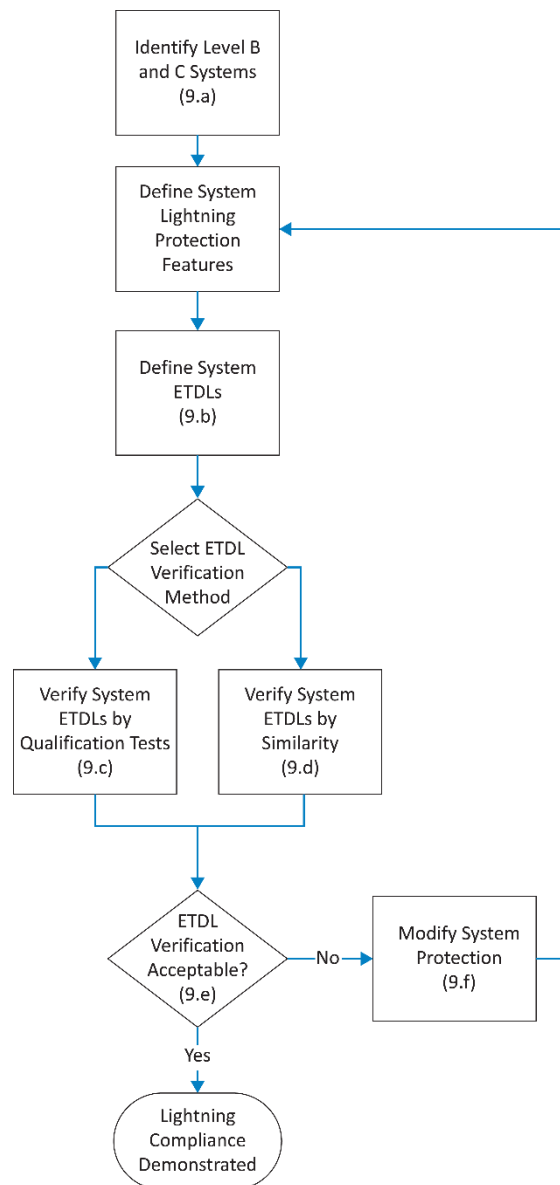 Identify Level B
and C Systems
(9.a)
Define System
Lightning
Protection
Features
Define System
ETDLs
(9.b)
Select ETDL
Verification
Method
Verify System
ETDLs by
Qualification Tests
(9.c)
Verify System
ETDLs by
Similarity
(9.d)
ETDL
Verification
Acceptable?
(9.e)
No
Modify System
Protection
(9.f)
Yes
Lightning
Compliance
Demonstrated